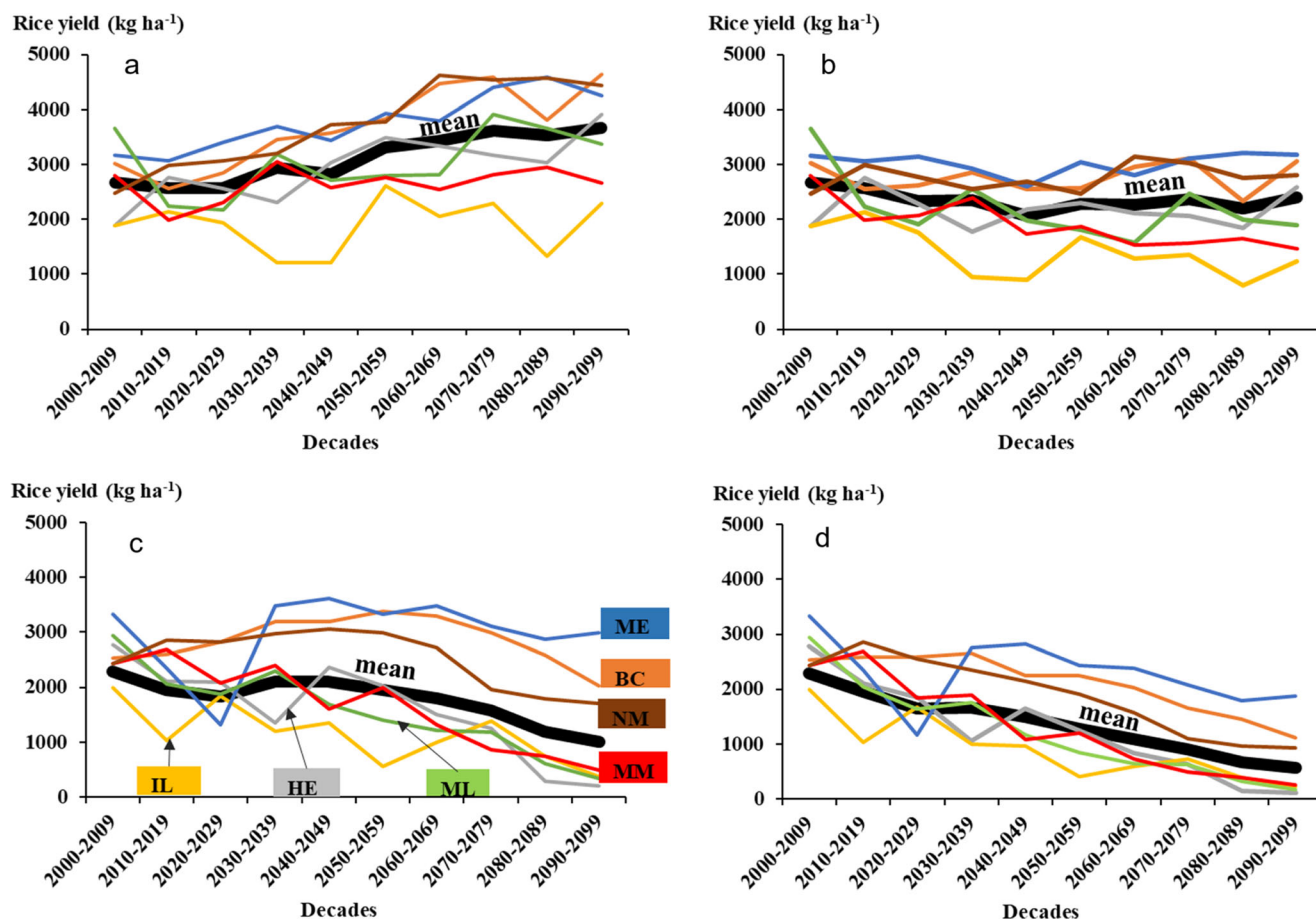 Rice yield (kg ha-1)
a
5000
4000
3000
2000
1000
0
mean
2000-2009
2010-2019
2020-2029
2030-2039
2040-2049
2050-2059
2060-2069
2070-2079
2080-2089
2090-2099
Decades
Rice yield (kg ha-1)
b
5000
4000
3000
2000
1000
0
mean
2000-2009
2010-2019
2020-2029
2030-2039
2040-2049
2050-2059
2060-2069
2070-2079
2080-2089
2090-2099
Decades
Rice yield (kg ha-1)
c
5000
4000
3000
2000
1000
0
mean
ME
BC
NM
MM
IL
HE
ML
2000-2009
2010-2019
2020-2029
2030-2039
2040-2049
2050-2059
2060-2069
2070-2079
2080-2089
2090-2099
Decades
Rice yield (kg ha-1)
d
5000
4000
3000
2000
1000
0
mean
2000-2009
2010-2019
2020-2029
2030-2039
2040-2049
2050-2059
2060-2069
2070-2079
2080-2089
2090-2099
Decades